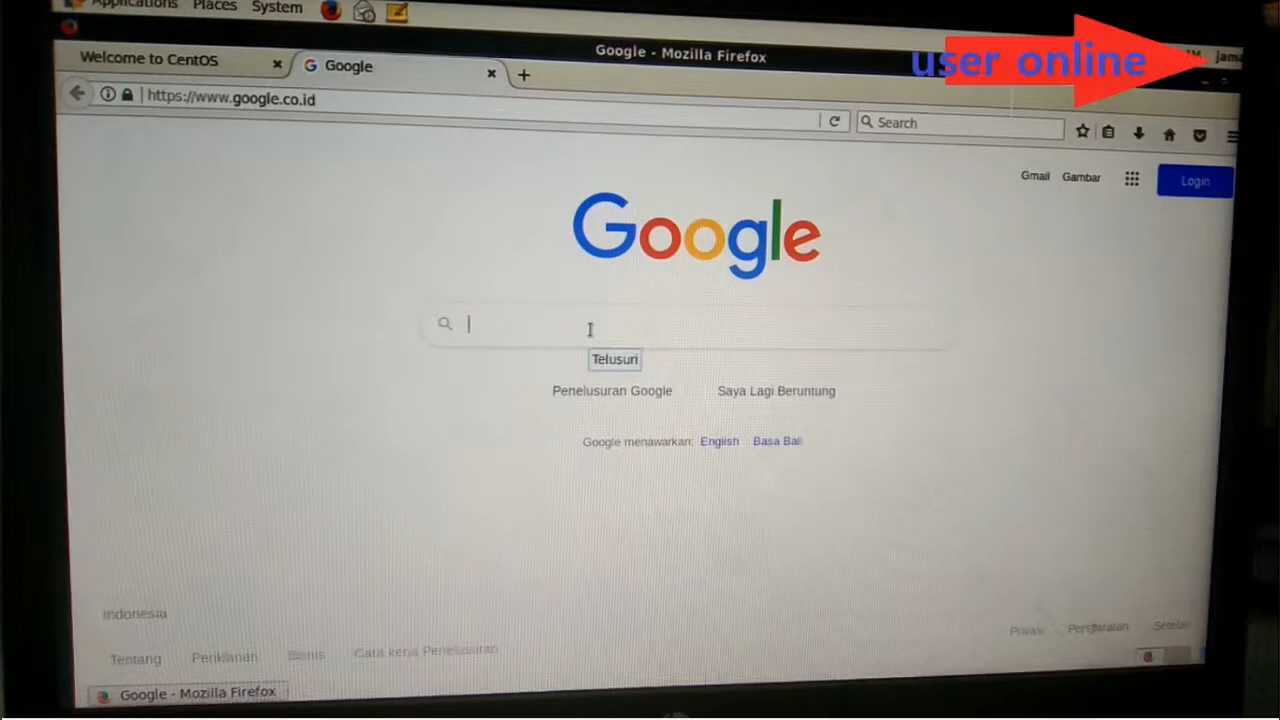 Applications Places System
Google - Mozilla Firefox
user online
jama
Welcome to CentOS
Google
https://www.google.co.id
Search
Gmail Gambar
Login
Google
Telusuri
Penelusuran Google Saya Lagi Beruntung
Google menawarkan: English Basa Bali
Indonesia
Tentang Periklanan Bisnis Cara kerja Penelusuran
Privasi Persyaratan Setelan
Google - Mozilla Firefox